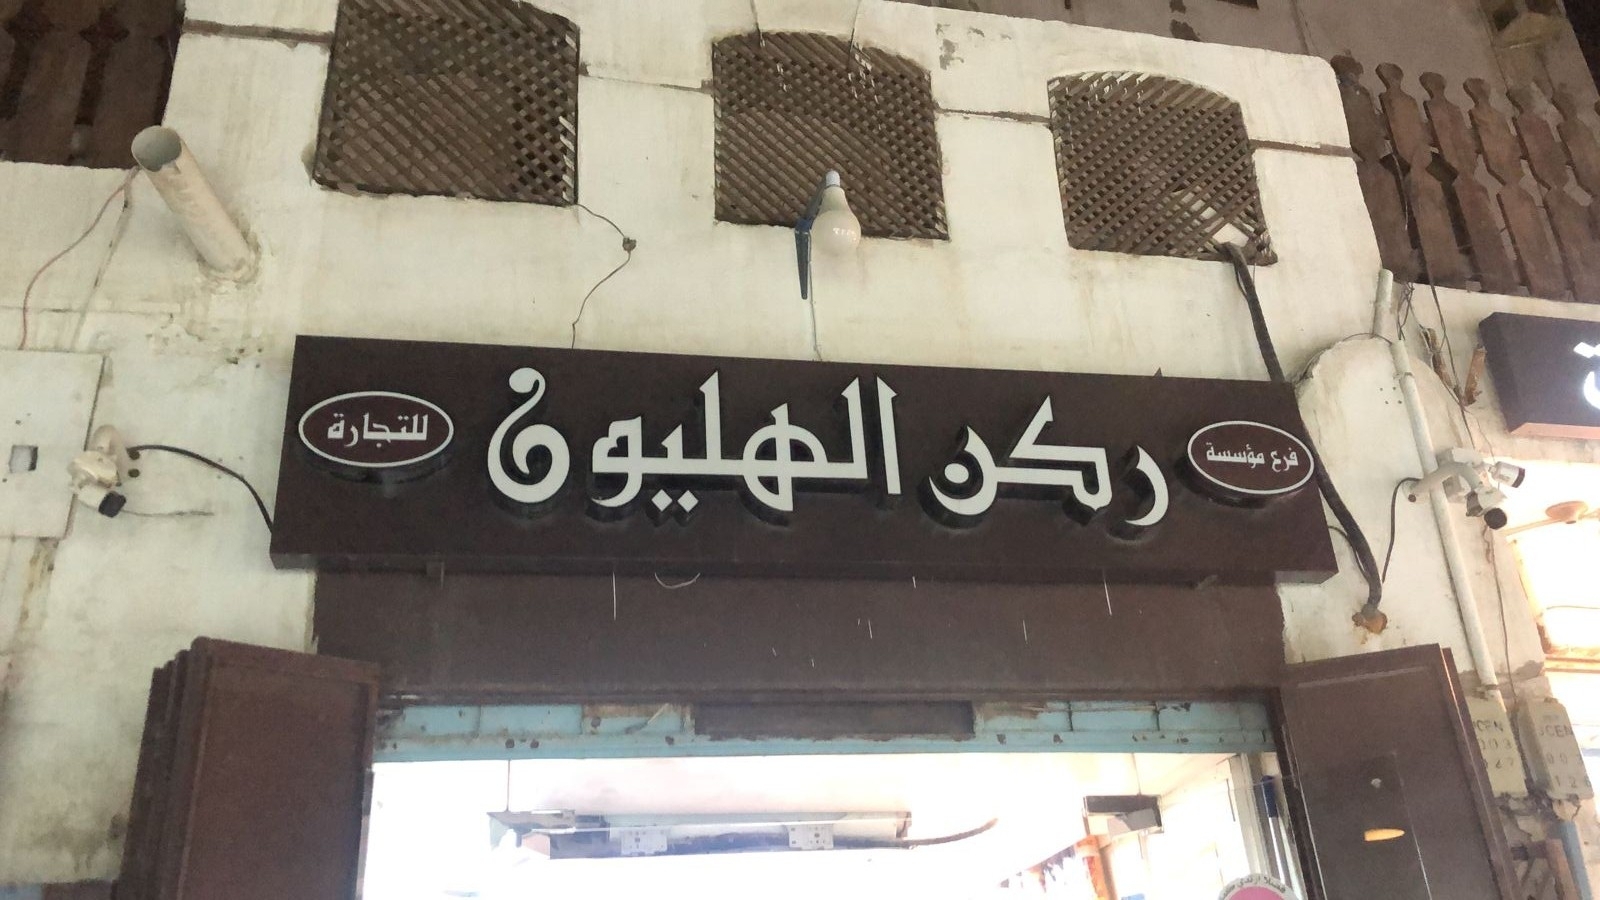 فرع مؤسسة
ركن الهليون
للتجارة